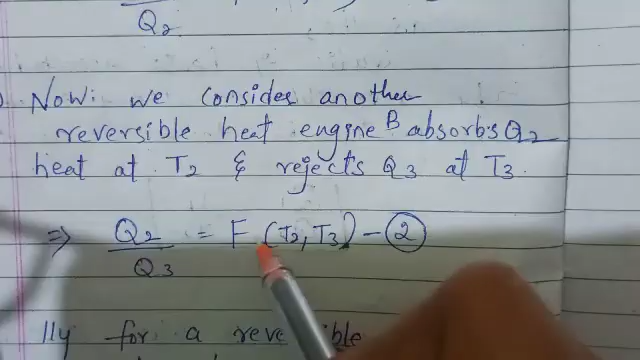 Q2
Now: we consider another
reversible heat engine B absorbs Q2
heat at T2 & rejects Q3 at T3.
⇒ Q2/Q3 = F (T2, T3) - 2
lly for a